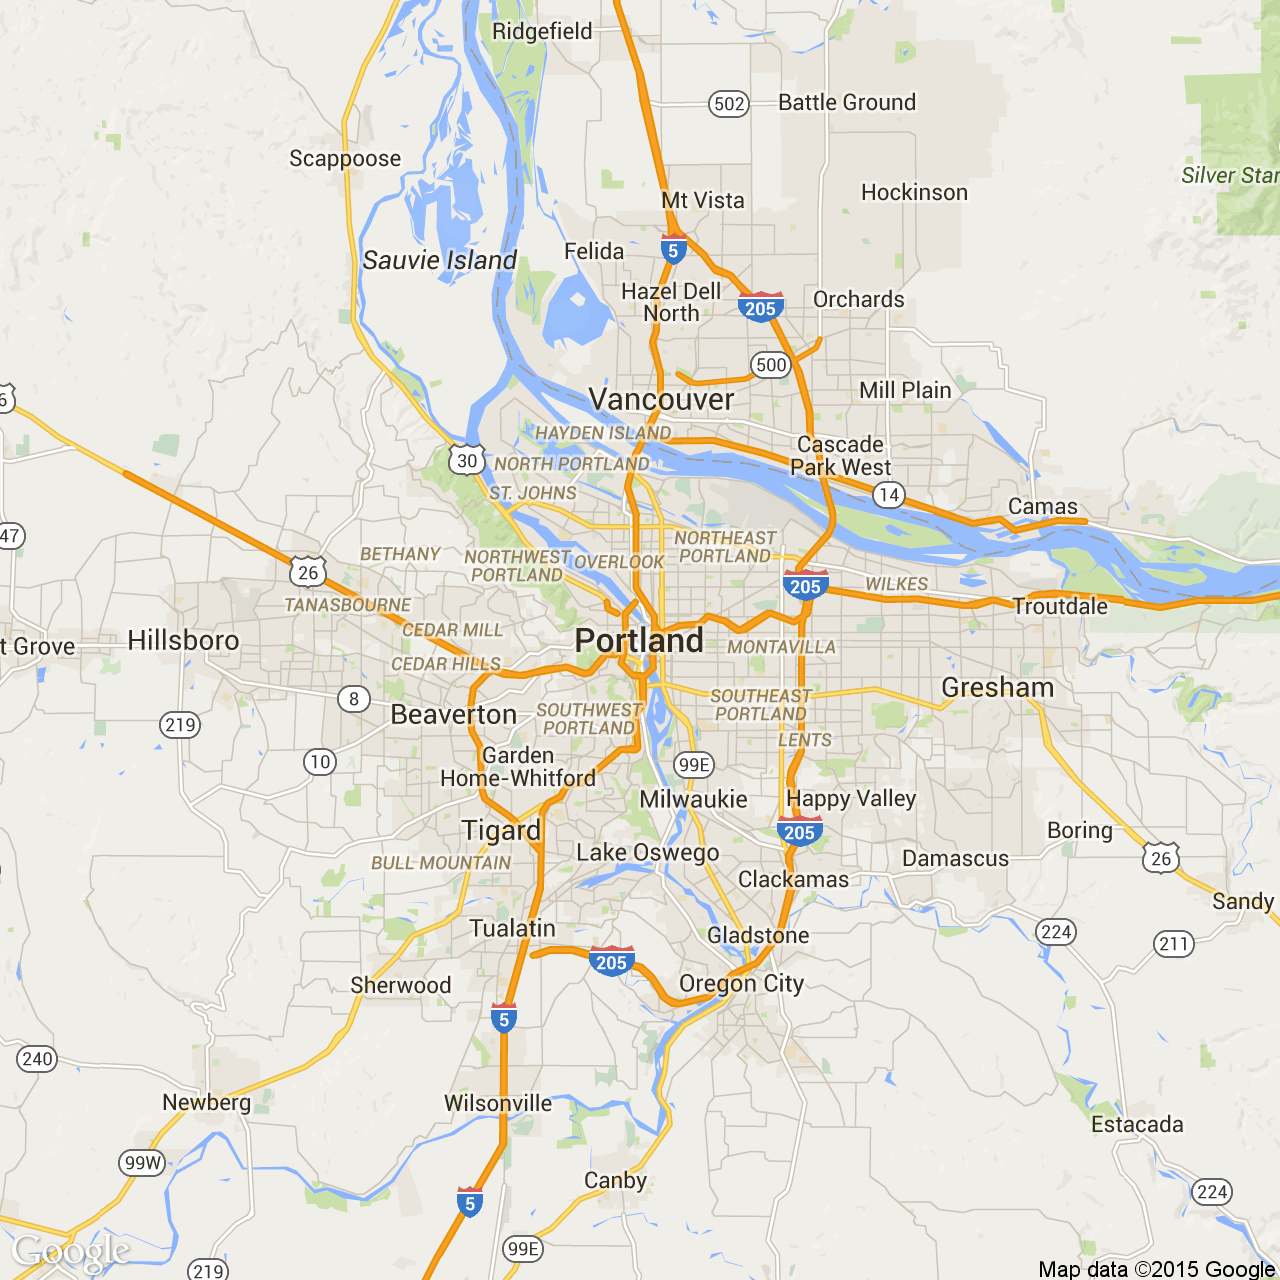 Ridgefield
502
Battle Ground
Scappoose
Silver Star
Mt Vista
Hockinson
Felida
5
Sauvie Island
Hazel Dell
North
205
Orchards
500
6
Vancouver
Mill Plain
HAYDEN ISLAND
Cascade
Park West
30
NORTH PORTLAND
ST. JOHNS
14
Camas
47
NORTHEAST
PORTLAND
BETHANY
NORTHWEST
PORTLAND
OVERLOOK
26
205
WILKES
TANASBOURNE
Troutdale
CEDAR MILL
t Grove
Hillsboro
Portland
MONTAVILLA
CEDAR HILLS
8
SOUTHEAST
PORTLAND
Gresham
219
Beaverton
SOUTHWEST
PORTLAND
LENTS
10
Garden
Home-Whitford
99E
Milwaukie
Happy Valley
Tigard
205
Boring
BULL MOUNTAIN
Lake Oswego
Damascus
26
Clackamas
Sandy
Tualatin
Gladstone
224
211
205
Sherwood
Oregon City
5
240
Newberg
Wilsonville
Estacada
99W
Canby
5
224
99E
219
Google
Map data ©2015 Google